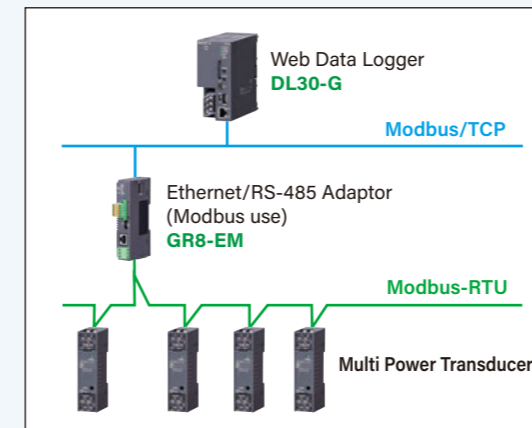 Web Data Logger
DL30-G
Modbus/TCP
Ethernet/RS-485 Adaptor
(Modbus use)
GR8-EM
Modbus-RTU
Multi Power Transducer